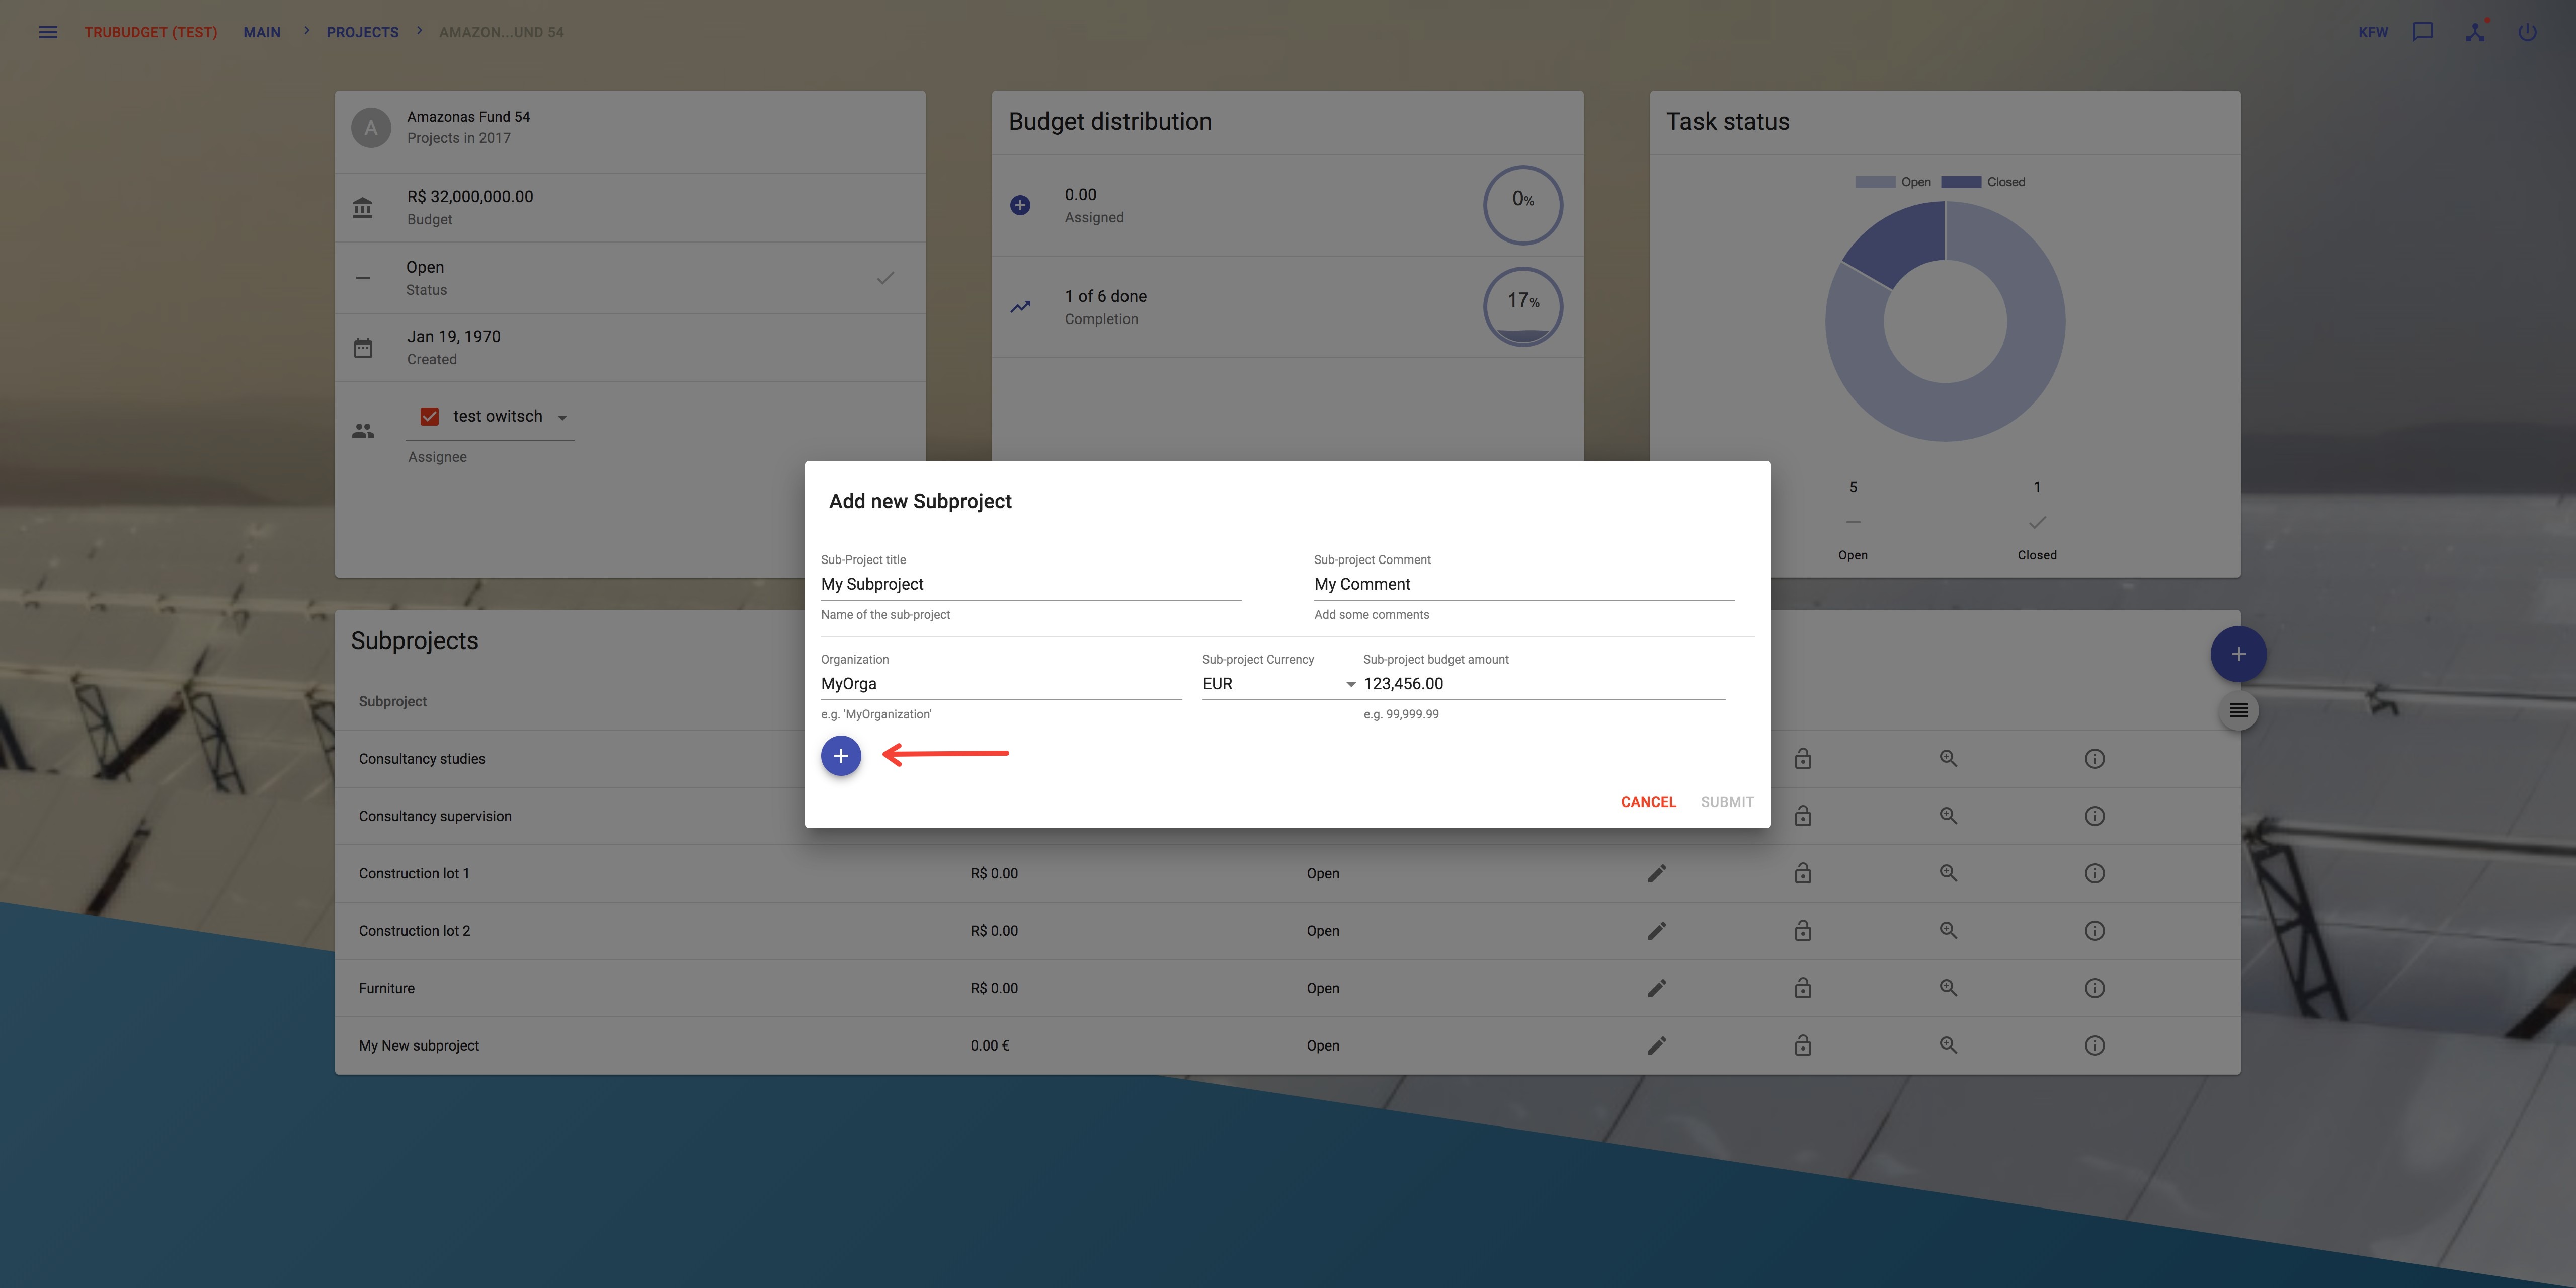 TRUBUDGET (TEST) MAIN > PROJECTS > AMAZON...UND 54
KFW
A
Amazonas Fund 54
Projects in 2017
R$ 32,000,000.00
Budget
Open
Status
Jan 19, 1970
Created
test owitsch
Assignee
Budget distribution
0.00
Assigned
0%
1 of 6 done
Completion
17%
Task status
Open Closed
5 1
Open Closed
Add new Subproject
Sub-Project title Sub-project Comment
My Subproject My Comment
Name of the sub-project Add some comments
Organization Sub-project Currency Sub-project budget amount
MyOrga EUR 123,456.00
e.g. 'MyOrganization' e.g. 99,999.99
CANCEL SUBMIT
Subprojects
Subproject
Consultancy studies
Consultancy supervision
Construction lot 1 R$ 0.00 Open
Construction lot 2 R$ 0.00 Open
Furniture R$ 0.00 Open
My New subproject 0.00 € Open